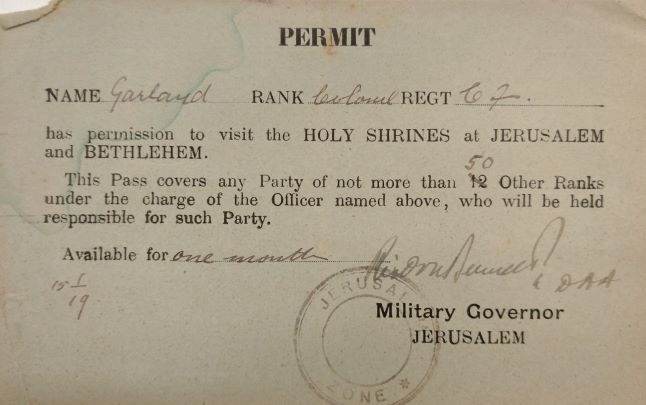 PERMIT
NAME Garland RANK Colonel REGT C F.
has permission to visit the HOLY SHRINES at JERUSALEM
and BETHLEHEM.
50
This Pass covers any Party of not more than 12 Other Ranks
under the charge of the Officer named above, who will be held
responsible for such Party.
Available for one month
15 I
19
DAA
Military Governor
JERUSALEM
JERUSAL
ZONE *